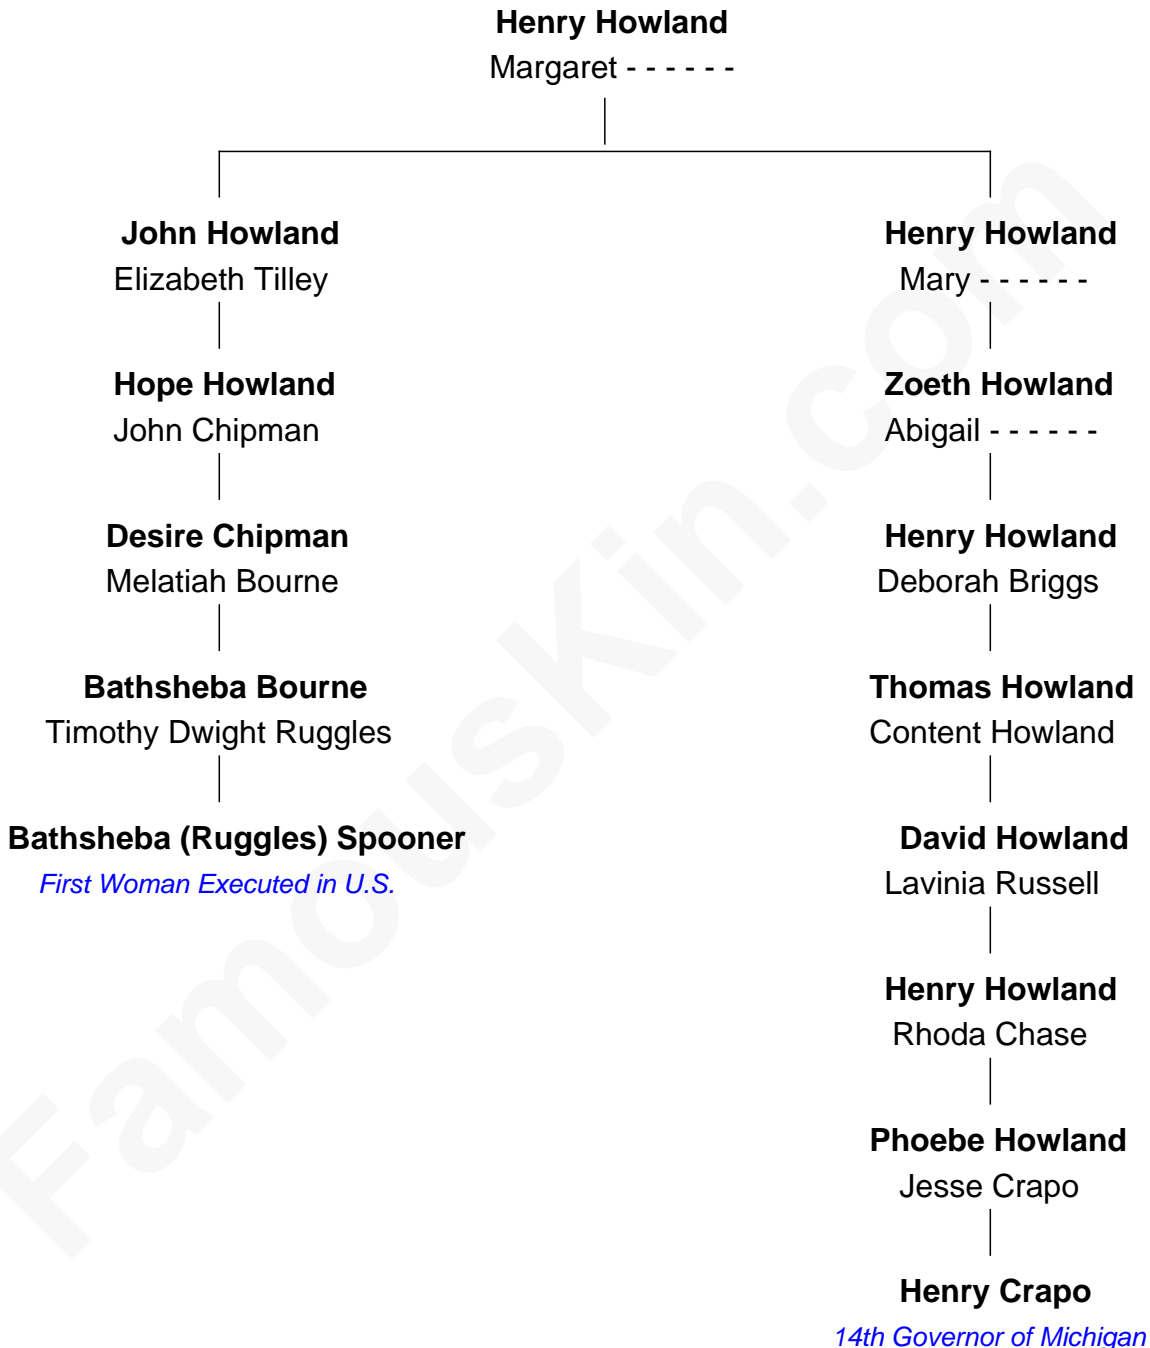 Henry Howland
Margaret - - - - - -
John Howland
Elizabeth Tilley
Hope Howland
John Chipman
Desire Chipman
Melatiah Bourne
Bathsheba Bourne
Timothy Dwight Ruggles
Bathsheba (Ruggles) Spooner
First Woman Executed in U.S.
Henry Howland
Mary - - - - - -
Zoeth Howland
Abigail - - - - - -
Henry Howland
Deborah Briggs
Thomas Howland
Content Howland
David Howland
Lavinia Russell
Henry Howland
Rhoda Chase
Phoebe Howland
Jesse Crapo
Henry Crapo
14th Governor of Michigan
FamousKin.com